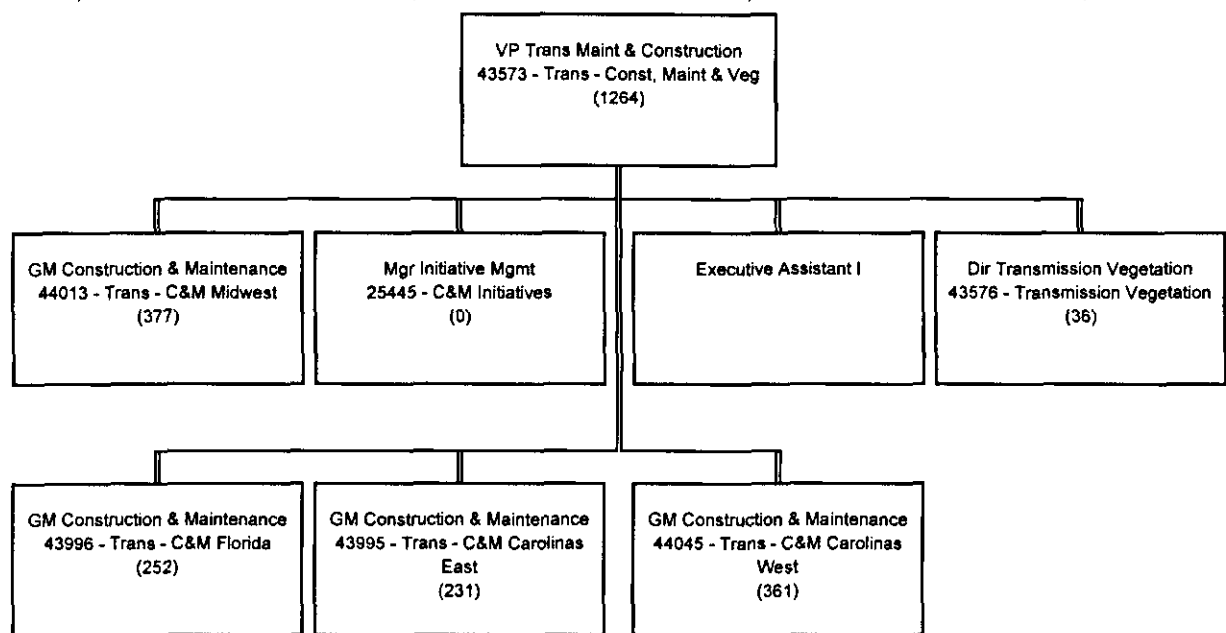 VP Trans Maint & Construction
43573 - Trans - Const, Maint & Veg
(1264)
GM Construction & Maintenance
44013 - Trans - C&M Midwest
(377)
Mgr Initiative Mgmt
25445 - C&M Initiatives
(0)
Executive Assistant I
Dir Transmission Vegetation
43576 - Transmission Vegetation
(36)
GM Construction & Maintenance
43996 - Trans - C&M Florida
(252)
GM Construction & Maintenance
43995 - Trans - C&M Carolinas
East
(231)
GM Construction & Maintenance
44045 - Trans - C&M Carolinas
West
(361)